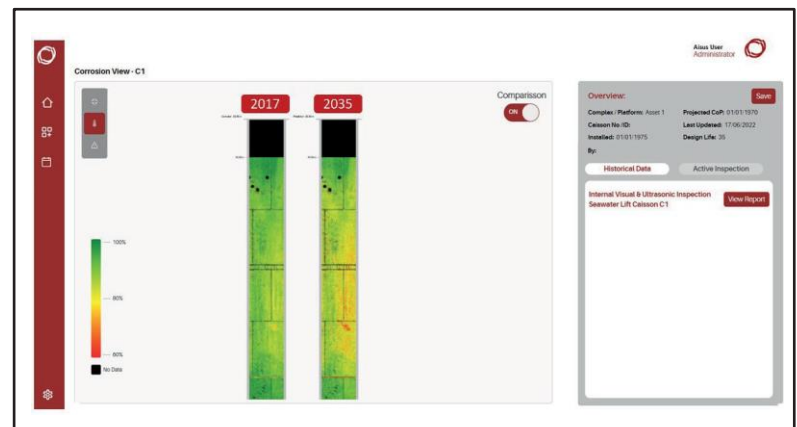 Aisus User
Administrator
Corrosion View - C1
2017
2035
Comparisson
ON
100%
80%
60%
No Data
Overview:
Save
Complex / Platform: Asset 1
Projected CoP: 01/01/1970
Caisson No /ID:
Last Updated: 17/06/2022
Installed: 01/01/1975
Design Life: 35
By:
Historical Data
Active Inspection
Internal Visual & Ultrasonic Inspection
Seawater Lift Caisson C1
View Report